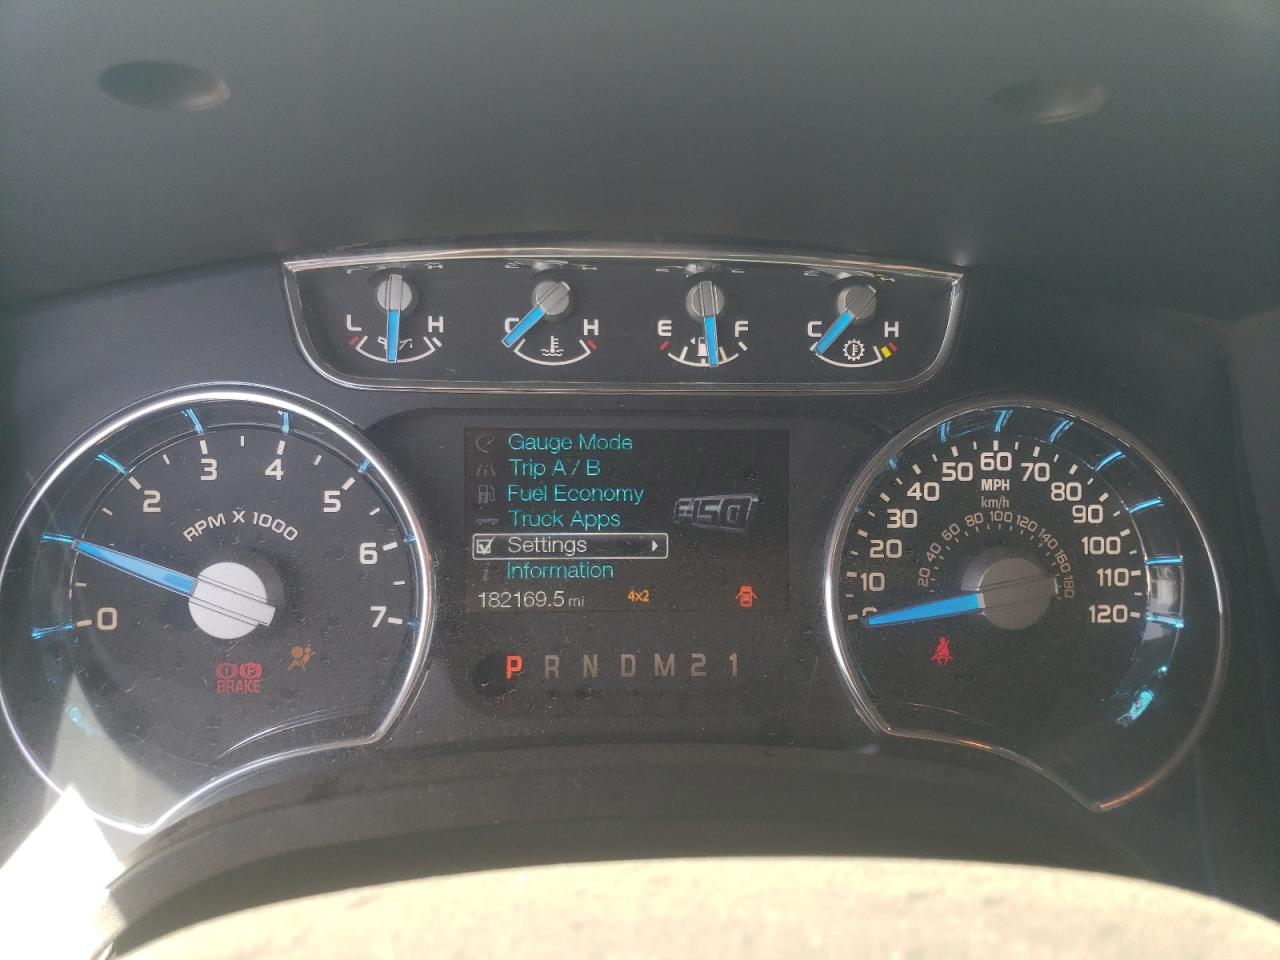 L H
C H
E F
C H
0 1 2 3 4 5 6 7
RPM X 1000
BRAKE
Gauge Mode
Trip A / B
Fuel Economy
Truck Apps
Settings
Information
182169.5 mi 4x2
F150
P R N D M 2 1
10 20 30 40 50 60 70 80 90 100 110 120
MPH
km/h
20 40 60 80 100 120 140 160 180